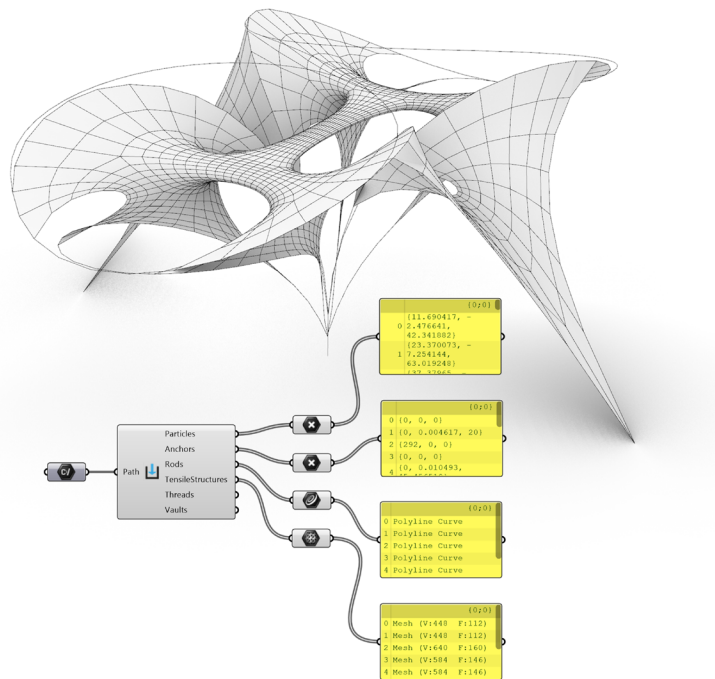 {0;0}
0 {11.690417, -
2.476641,
42.341882}
1 {23.370073, -
7.254144,
63.019248}
{0;0}
0 {0, 0, 0}
1 {0, 0.004617, 20}
2 {292, 0, 0}
3 {0, 0, 0}
4 {0, 0.010493,
Particles
Anchors
Rods
TensileStructures
Threads
Vaults
C:/
Path
{0;0}
0 Polyline Curve
1 Polyline Curve
2 Polyline Curve
3 Polyline Curve
4 Polyline Curve
{0;0}
0 Mesh (V:448 F:112)
1 Mesh (V:448 F:112)
2 Mesh (V:640 F:160)
3 Mesh (V:584 F:146)
4 Mesh (V:584 F:146)